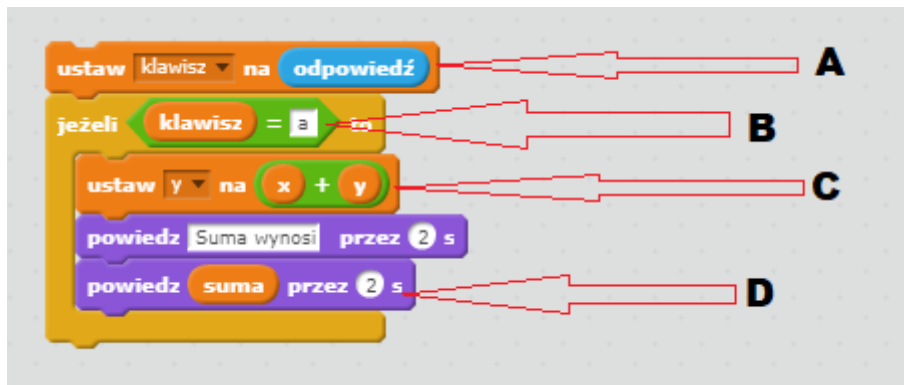 ustaw klawisz na odpowiedź A
jeżeli klawisz = a to B
ustaw y na x + y C
powiedz Suma wynosi przez 2 s
powiedz suma przez 2 s D